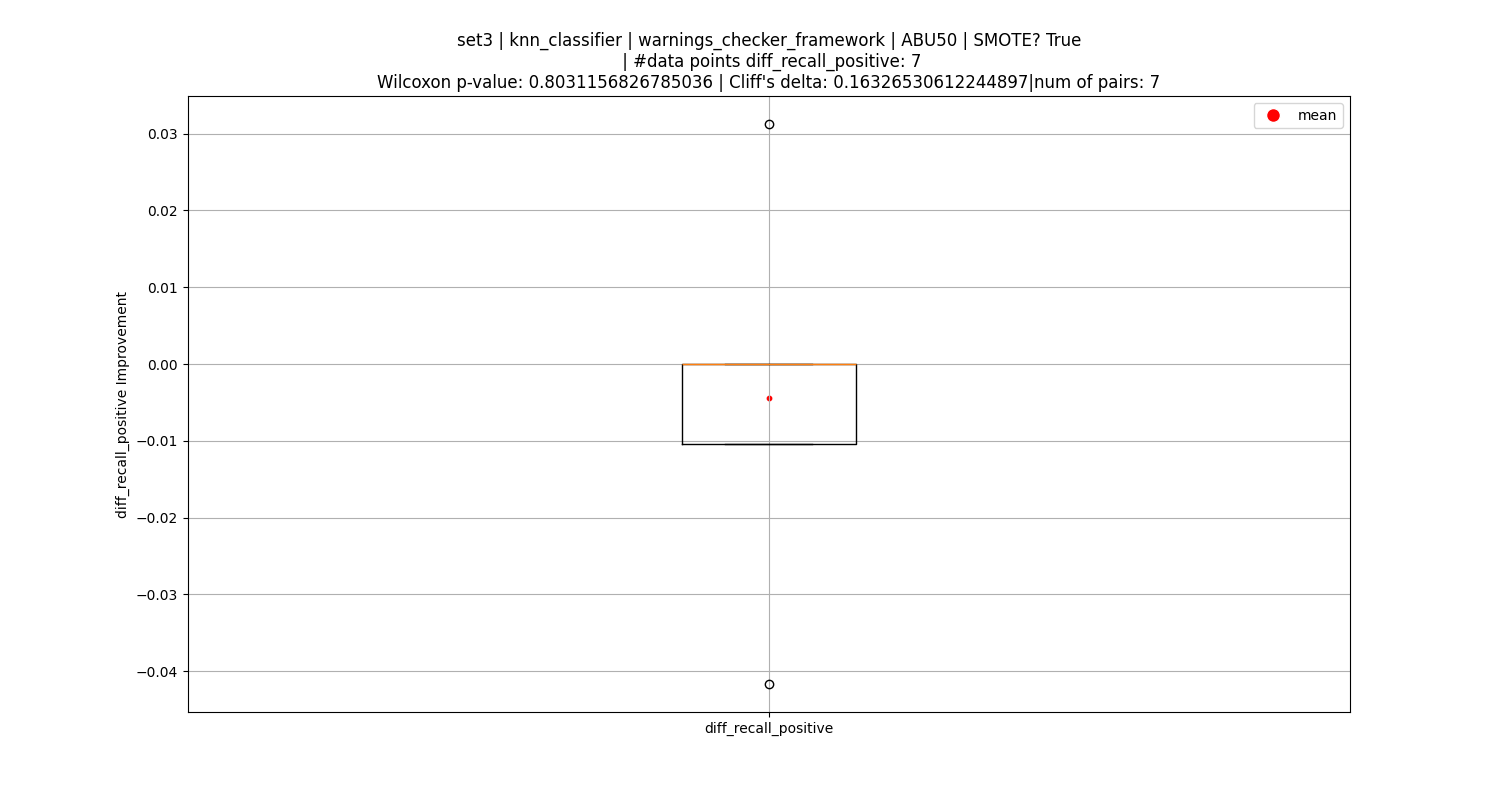 set3 | knn_classifier | warnings_checker_framework | ABU50 | SMOTE? True
| #data points diff_recall_positive: 7
Wilcoxon p-value: 0.8031156826785036 | Cliff's delta: 0.16326530612244897|num of pairs: 7
mean
0.03
0.02
0.01
0.00
−0.01
−0.02
−0.03
−0.04
diff_recall_positive Improvement
diff_recall_positive